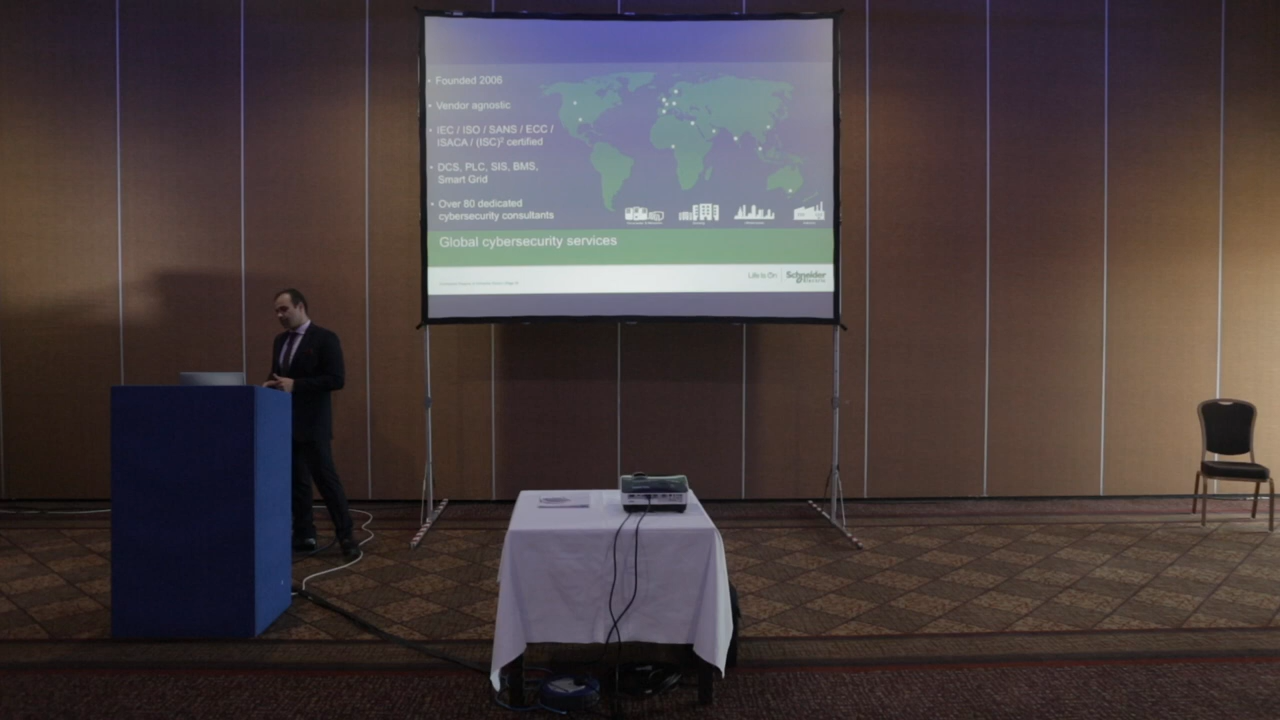 • Founded 2006
• Vendor agnostic
• IEC / ISO / SANS / ECC /
ISACA / (ISC)² certified
• DCS, PLC, SIS, BMS,
Smart Grid
• Over 80 dedicated
cybersecurity consultants
Global cybersecurity services
Life Is On
Schneider
Electric